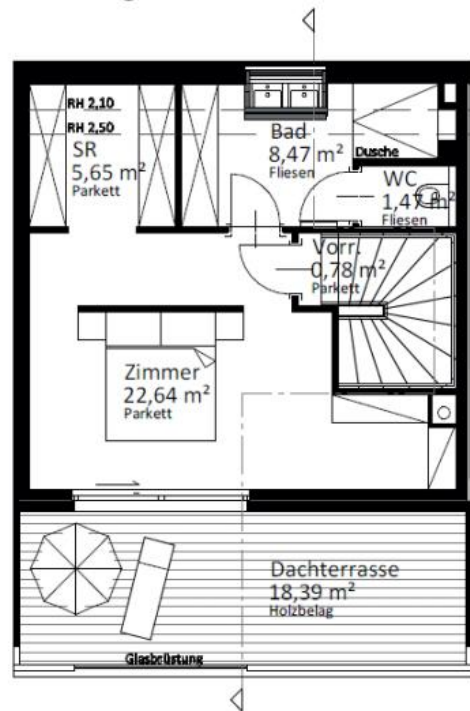 RH 2,10
RH 2,50
SR
5,65 m²
Parkett
Bad
8,47 m²
Fliesen
Dusche
WC
1,47 m²
Fliesen
Vorr.
0,78 m²
Parkett
Zimmer
22,64 m²
Parkett
Dachterrasse
18,39 m²
Holzbelag
Glasbrüstung